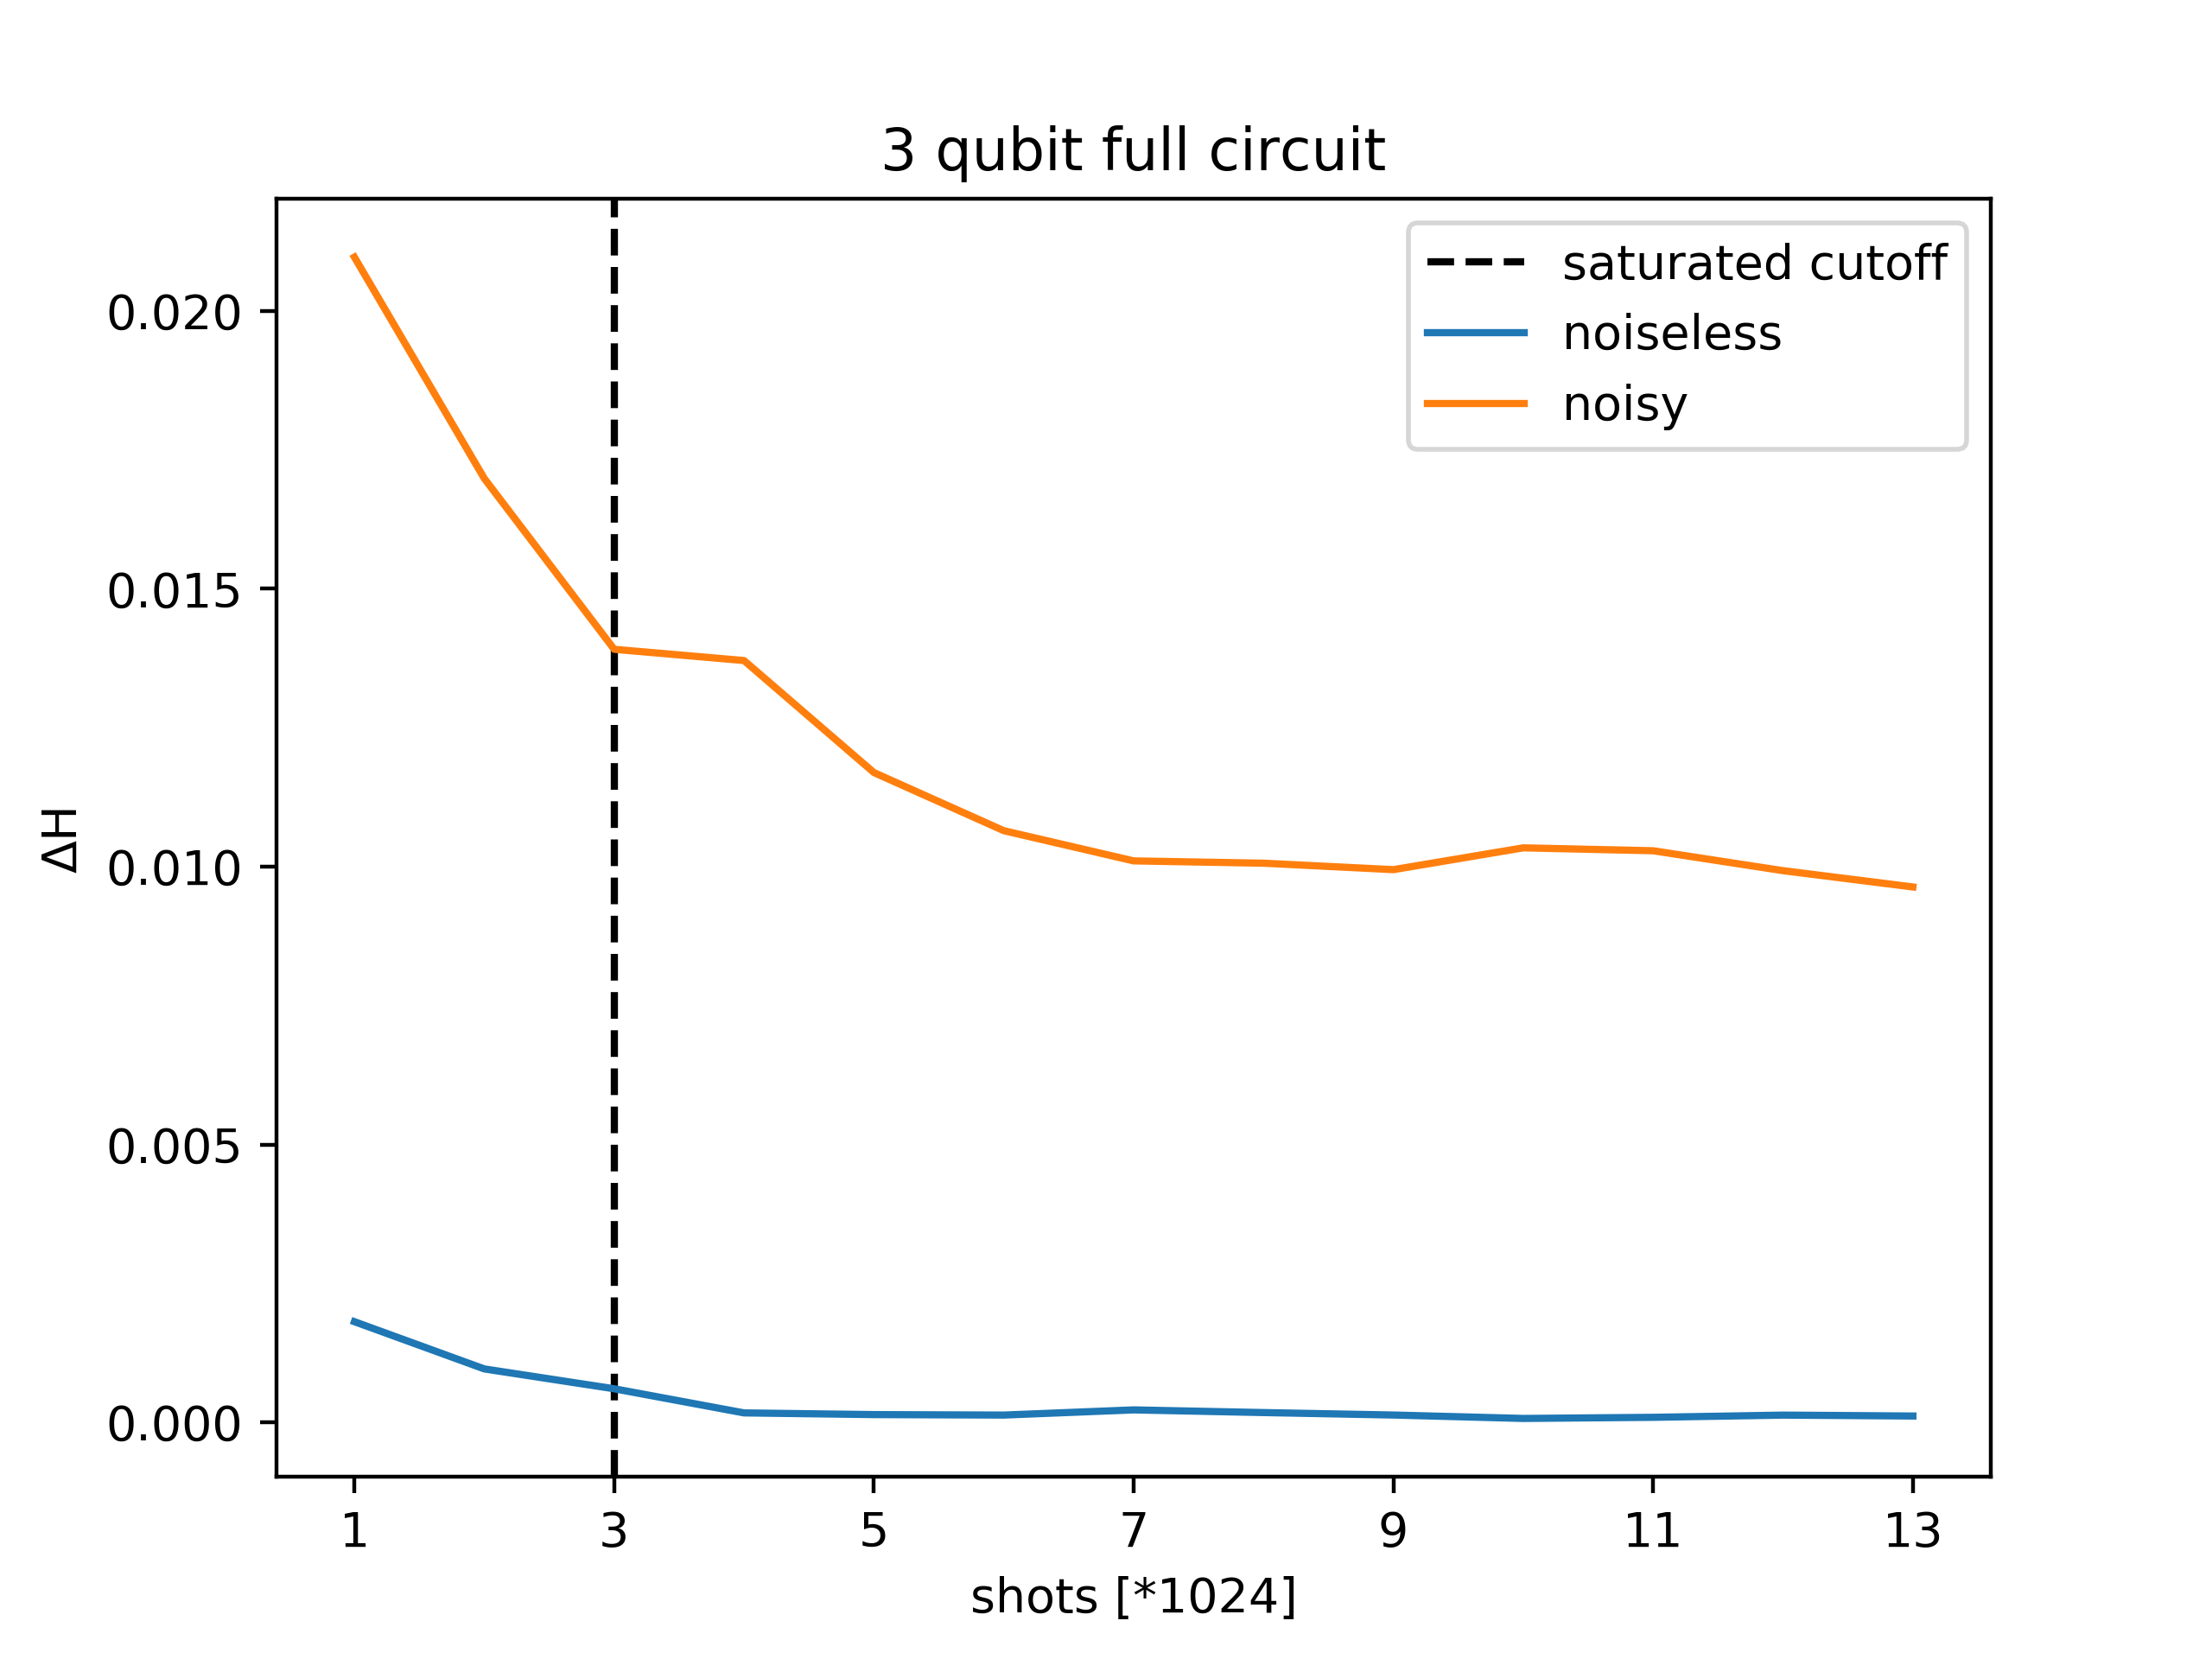 3 qubit full circuit
saturated cutoff
noiseless
noisy
0.020
0.015
0.010
0.005
0.000
ΔH
1 3 5 7 9 11 13
shots [*1024]